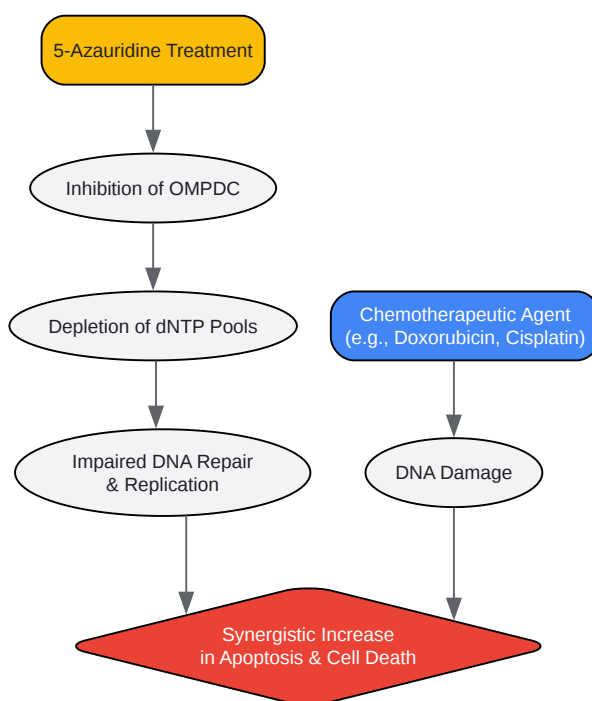 5-Azauridine Treatment
Inhibition of OMPDC
Depletion of dNTP Pools
Chemotherapeutic Agent
(e.g., Doxorubicin, Cisplatin)
Impaired DNA Repair
& Replication
DNA Damage
Synergistic Increase
in Apoptosis & Cell Death